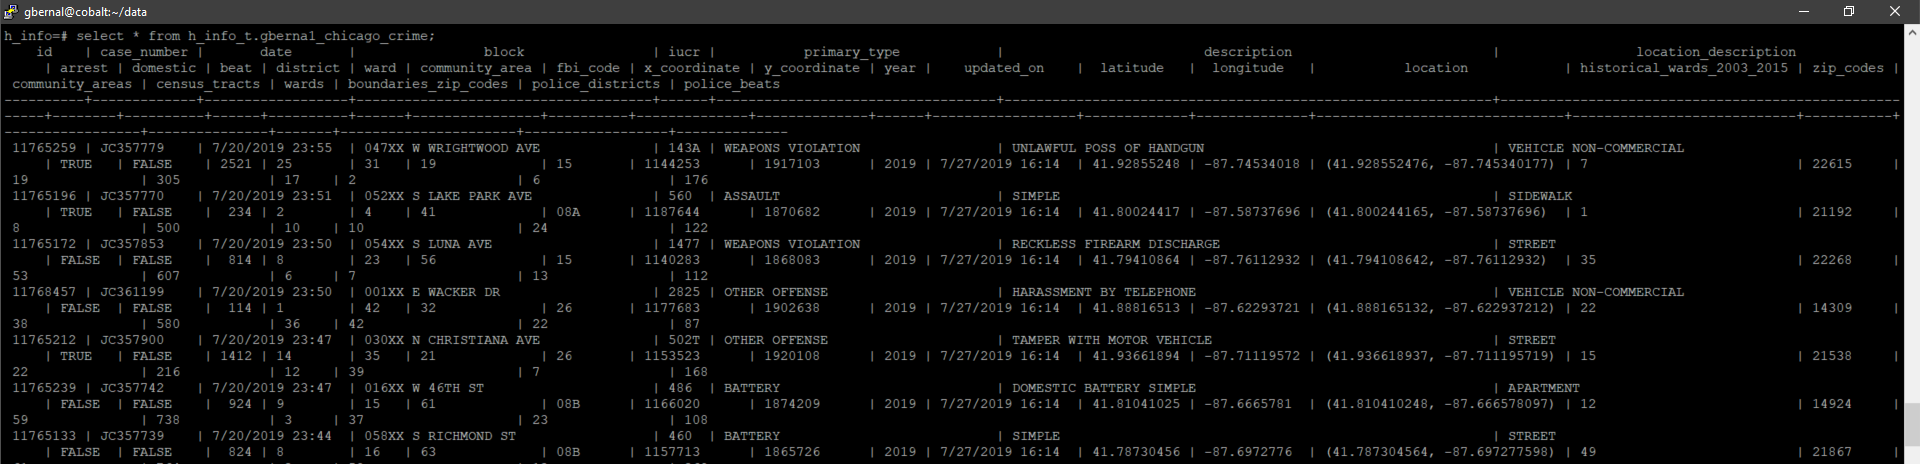 gbernal@cobalt:~/data
h_info=# select * from h_info_t.gberna1_chicago_crime;
id | case_number | date | block | iucr | primary_type | description | location_description
| arrest | domestic | beat | district | ward | community_area | fbi_code | x_coordinate | y_coordinate | year | updated_on | latitude | longitude | location | historical_wards_2003_2015 | zip_codes |
community_areas | census_tracts | wards | boundaries_zip_codes | police_districts | police_beats
11765259 | JC357779 | 7/20/2019 23:55 | 047XX W WRIGHTWOOD AVE | 143A | WEAPONS VIOLATION | UNLAWFUL POSS OF HANDGUN | VEHICLE NON-COMMERCIAL
| TRUE | FALSE | 2521 | 25 | 31 | 19 | 15 | 1144253 | 1917103 | 2019 | 7/27/2019 16:14 | 41.92855248 | -87.74534018 | (41.928552476, -87.745340177) | 7 | 22615 |
19 | 305 | 17 | 2 | 6 | 176
11765196 | JC357770 | 7/20/2019 23:51 | 052XX S LAKE PARK AVE | 560 | ASSAULT | SIMPLE | SIDEWALK
| TRUE | FALSE | 234 | 2 | 4 | 41 | 08A | 1187644 | 1870682 | 2019 | 7/27/2019 16:14 | 41.80024417 | -87.58737696 | (41.800244165, -87.58737696) | 1 | 21192 |
8 | 500 | 10 | 10 | 24 | 122
11765172 | JC357853 | 7/20/2019 23:50 | 054XX S LUNA AVE | 1477 | WEAPONS VIOLATION | RECKLESS FIREARM DISCHARGE | STREET
| FALSE | FALSE | 814 | 8 | 23 | 56 | 15 | 1140283 | 1868083 | 2019 | 7/27/2019 16:14 | 41.79410864 | -87.76112932 | (41.794108642, -87.76112932) | 35 | 22268 |
53 | 607 | 6 | 7 | 13 | 112
11768457 | JC361199 | 7/20/2019 23:50 | 001XX E WACKER DR | 2825 | OTHER OFFENSE | HARASSMENT BY TELEPHONE | VEHICLE NON-COMMERCIAL
| FALSE | FALSE | 114 | 1 | 42 | 32 | 26 | 1177683 | 1902638 | 2019 | 7/27/2019 16:14 | 41.88816513 | -87.62293721 | (41.888165132, -87.622937212) | 22 | 14309 |
38 | 580 | 36 | 42 | 22 | 87
11765212 | JC357900 | 7/20/2019 23:47 | 030XX N CHRISTIANA AVE | 502T | OTHER OFFENSE | TAMPER WITH MOTOR VEHICLE | STREET
| TRUE | FALSE | 1412 | 14 | 35 | 21 | 26 | 1153523 | 1920108 | 2019 | 7/27/2019 16:14 | 41.93661894 | -87.71119572 | (41.936618937, -87.711195719) | 15 | 21538 |
22 | 216 | 12 | 39 | 7 | 168
11765239 | JC357742 | 7/20/2019 23:47 | 016XX W 46TH ST | 486 | BATTERY | DOMESTIC BATTERY SIMPLE | APARTMENT
| FALSE | FALSE | 924 | 9 | 15 | 61 | 08B | 1166020 | 1874209 | 2019 | 7/27/2019 16:14 | 41.81041025 | -87.6665781 | (41.810410248, -87.666578097) | 12 | 14924 |
59 | 738 | 3 | 37 | 23 | 108
11765133 | JC357739 | 7/20/2019 23:44 | 058XX S RICHMOND ST | 460 | BATTERY | SIMPLE | STREET
| FALSE | FALSE | 824 | 8 | 16 | 63 | 08B | 1157713 | 1865726 | 2019 | 7/27/2019 16:14 | 41.78730456 | -87.6972776 | (41.787304564, -87.697277598) | 49 | 21867 |